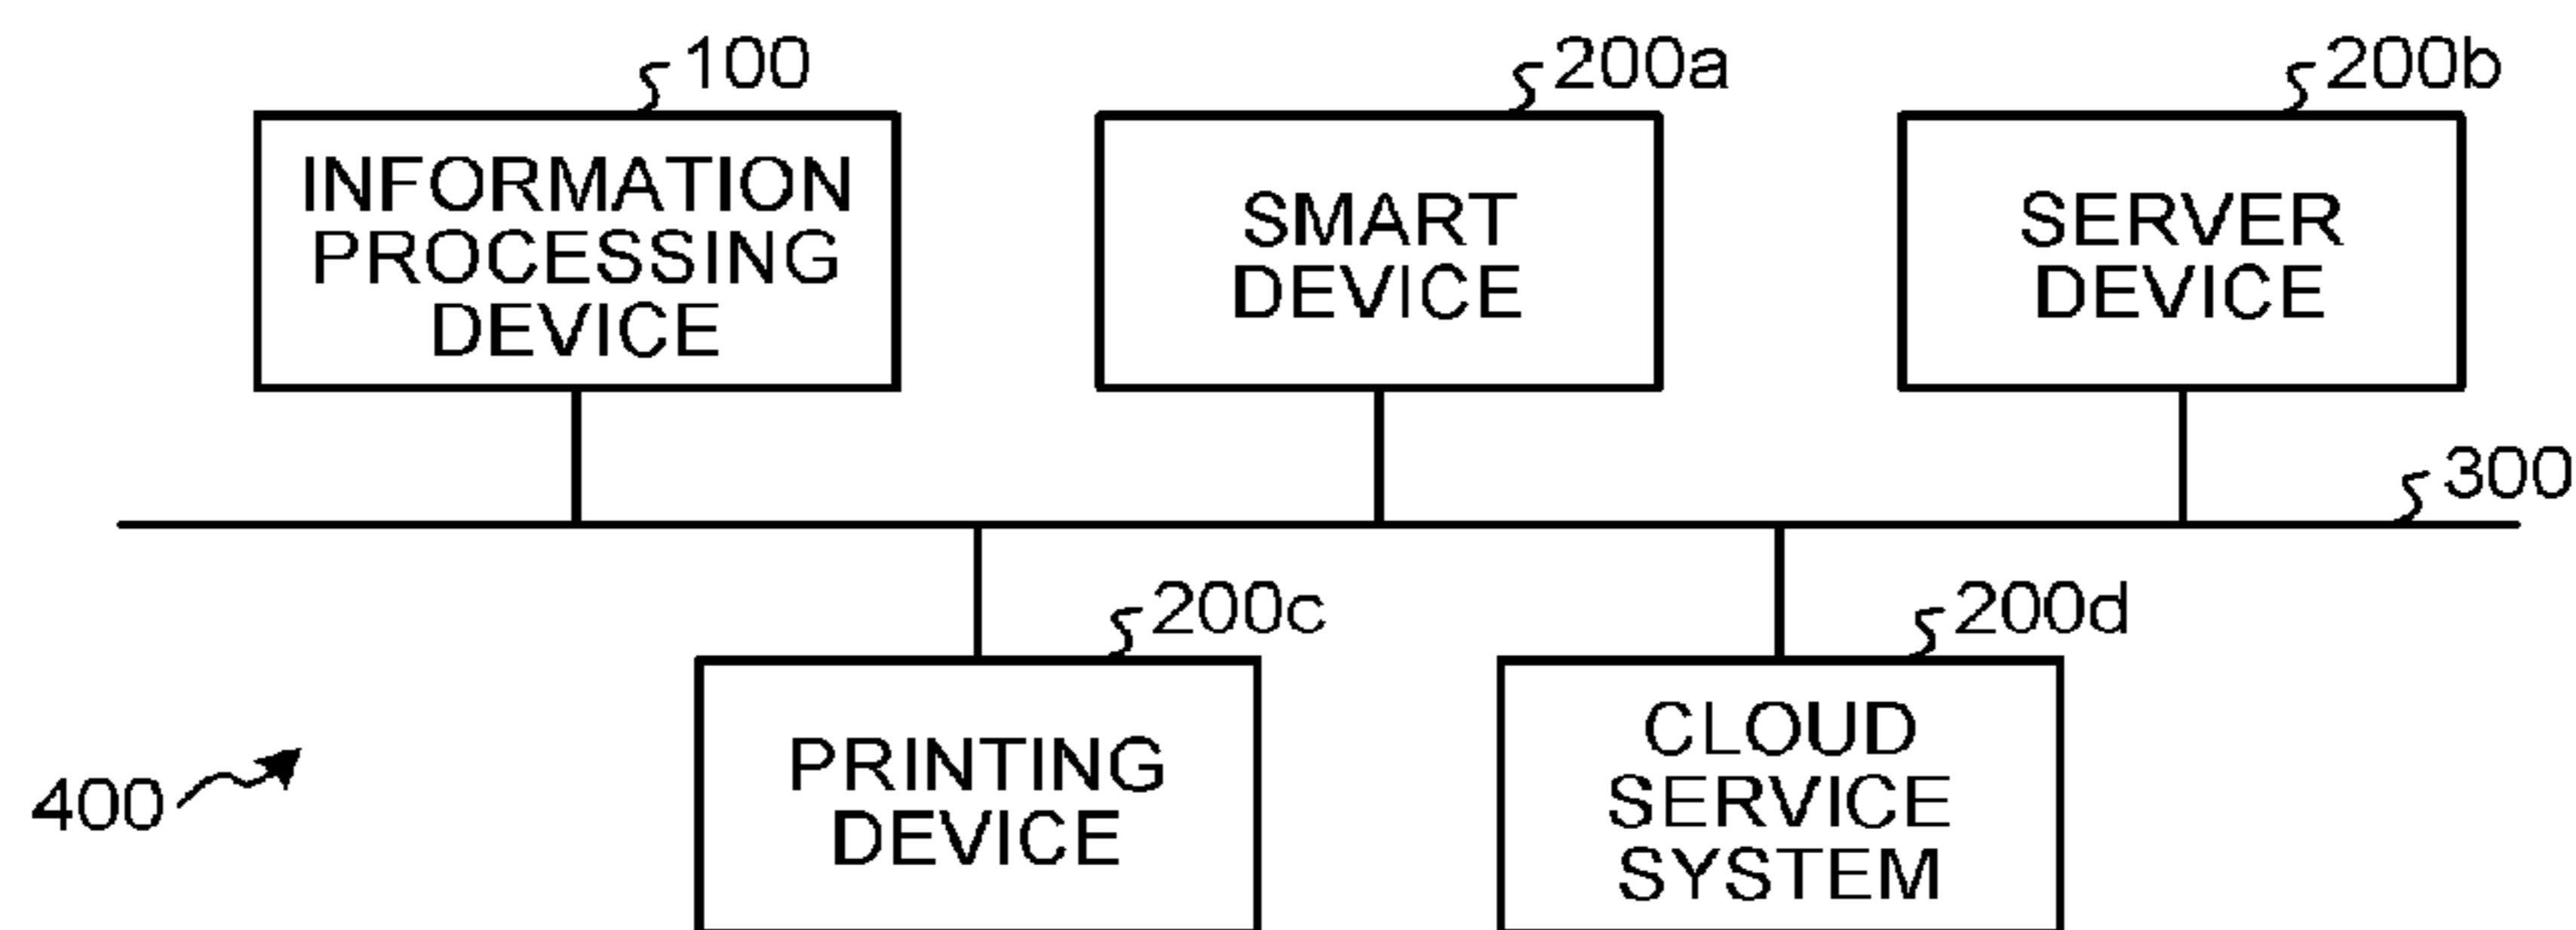 100
INFORMATION
PROCESSING
DEVICE
200a
SMART
DEVICE
200b
SERVER
DEVICE
300
200c
PRINTING
DEVICE
200d
CLOUD
SERVICE
SYSTEM
400